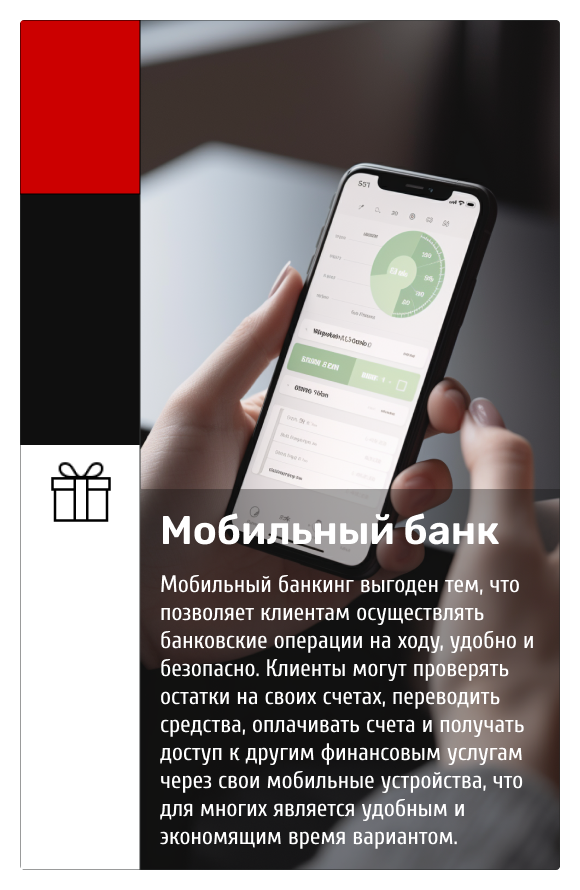 Мобильный банк
Мобильный банкинг выгоден тем, что
позволяет клиентам осуществлять
банковские операции на ходу, удобно и
безопасно. Клиенты могут проверять
остатки на своих счетах, переводить
средства, оплачивать счета и получать
доступ к другим финансовым услугам
через свои мобильные устройства, что
для многих является удобным и
экономящим время вариантом.